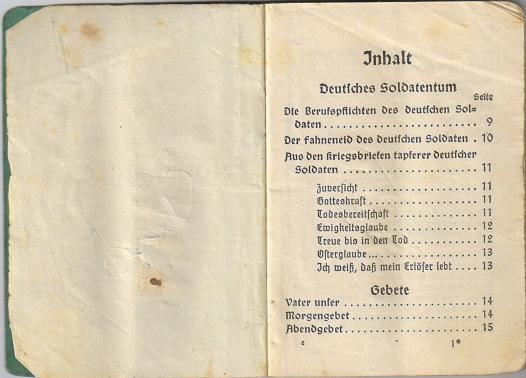 Inhalt
Deutsches Soldatentum
Seite
Die Berufspflichten des deutschen Sol=
daten . . . . . . . . . . . . . . . . . . . . . . . . 9
Der Fahneneid des deutschen Soldaten . 10
Aus den Kriegsbriefen tapferer deutscher
Soldaten . . . . . . . . . . . . . . . . . . . . . 11
Zuversicht . . . . . . . . . . . . . . . . . . 11
Gotteskraft . . . . . . . . . . . . . . . . . 11
Todesbereitschaft . . . . . . . . . . . . . 11
Ewigkeitsglaube . . . . . . . . . . . . . 12
Treue bis in den Tod . . . . . . . . . . 12
Osterglaube . . . . . . . . . . . . . . . . 13
Ich weiß, daß mein Erlöser lebt . . . . 13
Gebete
Vater unser . . . . . . . . . . . . . . . . . . . . 14
Morgengebet . . . . . . . . . . . . . . . . . . . 14
Abendgebet . . . . . . . . . . . . . . . . . . . . 15
1*